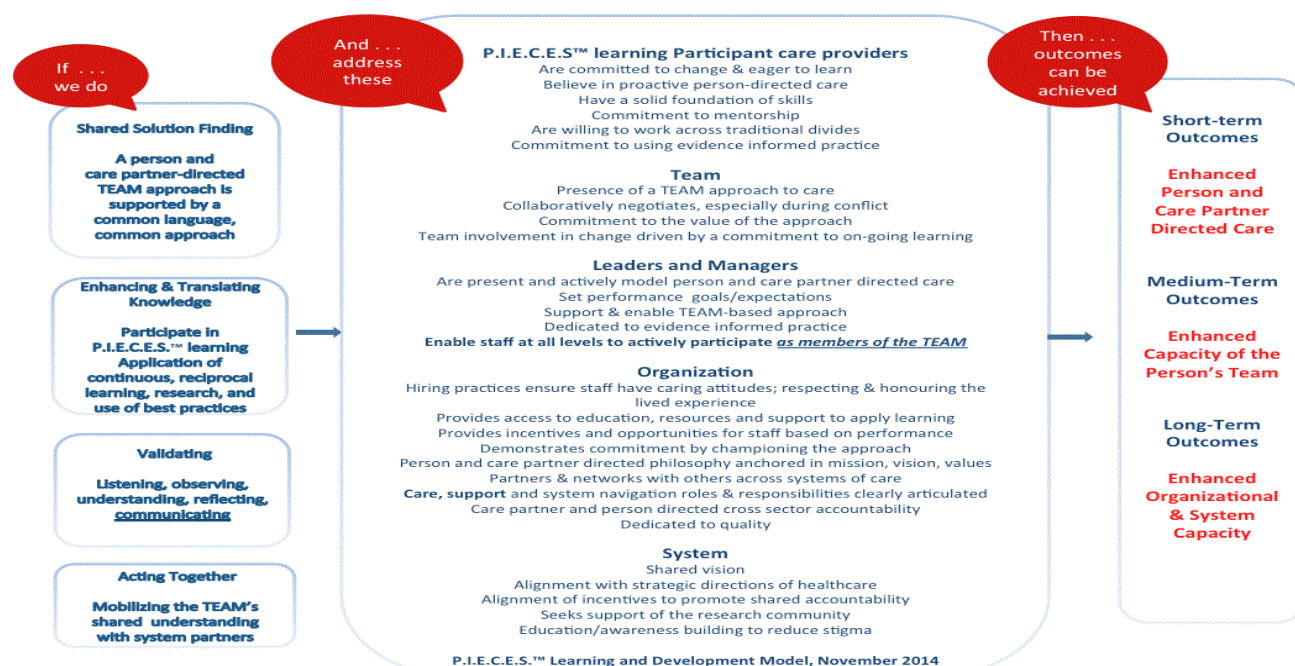 If . . .
we do
Shared Solution Finding
A person and
care partner-directed
TEAM approach is
supported by a
common language,
common approach
Enhancing & Translating
Knowledge
Participate in
P.I.E.C.E.S.™ learning
Application of
continuous, reciprocal
learning, research, and
use of best practices
Validating
Listening, observing,
understanding, reflecting,
communicating
Acting Together
Mobilizing the TEAM's
shared understanding
with system partners
And . . .
address
these
P.I.E.C.E.S™ learning Participant care providers
Are committed to change & eager to learn
Believe in proactive person-directed care
Have a solid foundation of skills
Commitment to mentorship
Are willing to work across traditional divides
Commitment to using evidence informed practice
Team
Presence of a TEAM approach to care
Collaboratively negotiates, especially during conflict
Commitment to the value of the approach
Team involvement in change driven by a commitment to on-going learning
Leaders and Managers
Are present and actively model person and care partner directed care
Set performance goals/expectations
Support & enable TEAM-based approach
Dedicated to evidence informed practice
Enable staff at all levels to actively participate as members of the TEAM
Organization
Hiring practices ensure staff have caring attitudes; respecting & honouring the
lived experience
Provides access to education, resources and support to apply learning
Provides incentives and opportunities for staff based on performance
Demonstrates commitment by championing the approach
Person and care partner directed philosophy anchored in mission, vision, values
Partners & networks with others across systems of care
Care, support and system navigation roles & responsibilities clearly articulated
Care partner and person directed cross sector accountability
Dedicated to quality
System
Shared vision
Alignment with strategic directions of healthcare
Alignment of incentives to promote shared accountability
Seeks support of the research community
Education/awareness building to reduce stigma
P.I.E.C.E.S.™ Learning and Development Model, November 2014
Then . . .
outcomes
can be
achieved
Short-term
Outcomes
Enhanced
Person and
Care Partner
Directed Care
Medium-Term
Outcomes
Enhanced
Capacity of the
Person's Team
Long-Term
Outcomes
Enhanced
Organizational
& System
Capacity